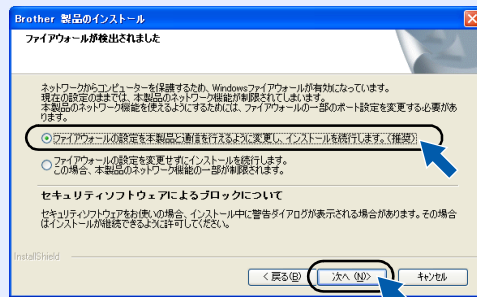 Brother 製品のインストール
ファイアウォールが検出されました
ネットワークからコンピューターを保護するため、Windowsファイアウォールが有効になっています。
現在の設定のままでは、本製品のネットワーク機能が制限されてしまいます。
本製品のネットワーク機能を使えるようにするためには、ファイアウォールの一部のポート設定を変更する必要があ
ります。
ファイアウォールの設定を本製品と通信を行えるように変更し、インストールを続行します。(推奨)
ファイアウォールの設定を変更せずにインストールを続行します。
この場合、本製品のネットワーク機能の一部が制限されます。
セキュリティソフトウェアによるブロックについて
セキュリティソフトウェアをお使いの場合、インストール中に警告ダイアログが表示される場合があります。その場合
はインストールが継続できるように許可してください。
InstallShield
< 戻る(B) 次へ (N)> キャンセル